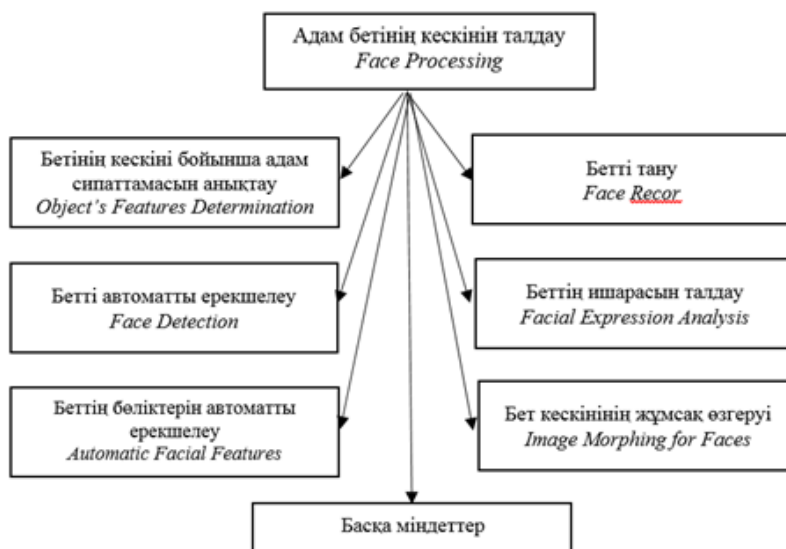 Адам бетінің кескінін талдау
Face Processing
Бетінің кескіні бойынша адам
сипаттамасын анықтау
Object's Features Determination
Бетті тану
Face Recor
Бетті автоматты ерекшелеу
Face Detection
Беттің ишарасын талдау
Facial Expression Analysis
Беттің бөліктерін автоматты
ерекшелеу
Automatic Facial Features
Бет кескінінің жұмсақ өзгеруі
Image Morphing for Faces
Басқа міндеттер